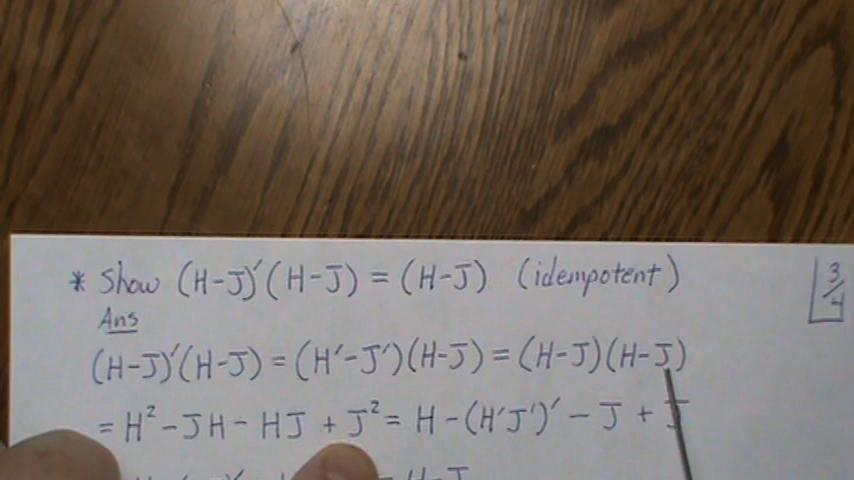 * Show (H-J)'(H-J) = (H-J) (idempotent)
3/4
Ans
(H-J)'(H-J) = (H'-J')(H-J) = (H-J)(H-J)
= H² - JH - HJ + J² = H - (H'J')' - J + J
= H-J